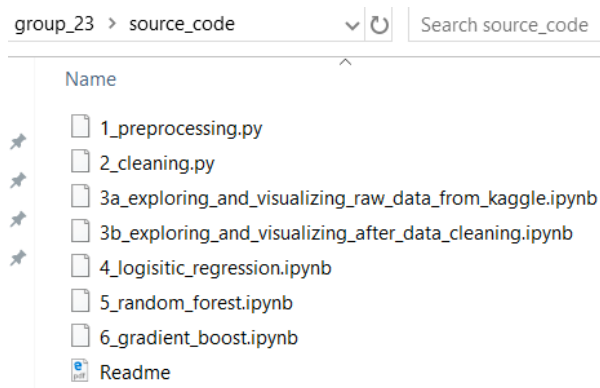 group_23 > source_code Search source_code
Name
1_preprocessing.py
2_cleaning.py
3a_exploring_and_visualizing_raw_data_from_kaggle.ipynb
3b_exploring_and_visualizing_after_data_cleaning.ipynb
4_logisitic_regression.ipynb
5_random_forest.ipynb
6_gradient_boost.ipynb
Readme